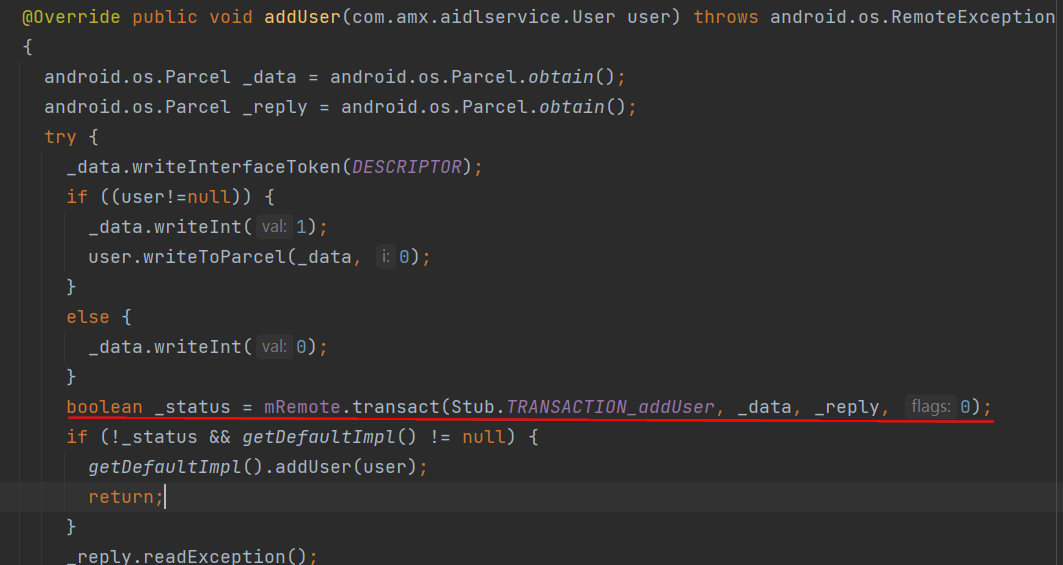 @Override public void addUser(com.amx.aidlservice.User user) throws android.os.RemoteException
{
android.os.Parcel _data = android.os.Parcel.obtain();
android.os.Parcel _reply = android.os.Parcel.obtain();
try {
_data.writeInterfaceToken(DESCRIPTOR);
if ((user!=null)) {
_data.writeInt( val: 1);
user.writeToParcel(_data, i: 0);
}
else {
_data.writeInt( val: 0);
}
boolean _status = mRemote.transact(Stub.TRANSACTION_addUser, _data, _reply, flags: 0);
if (!_status && getDefaultImpl() != null) {
getDefaultImpl().addUser(user);
return;
}
_reply.readException();